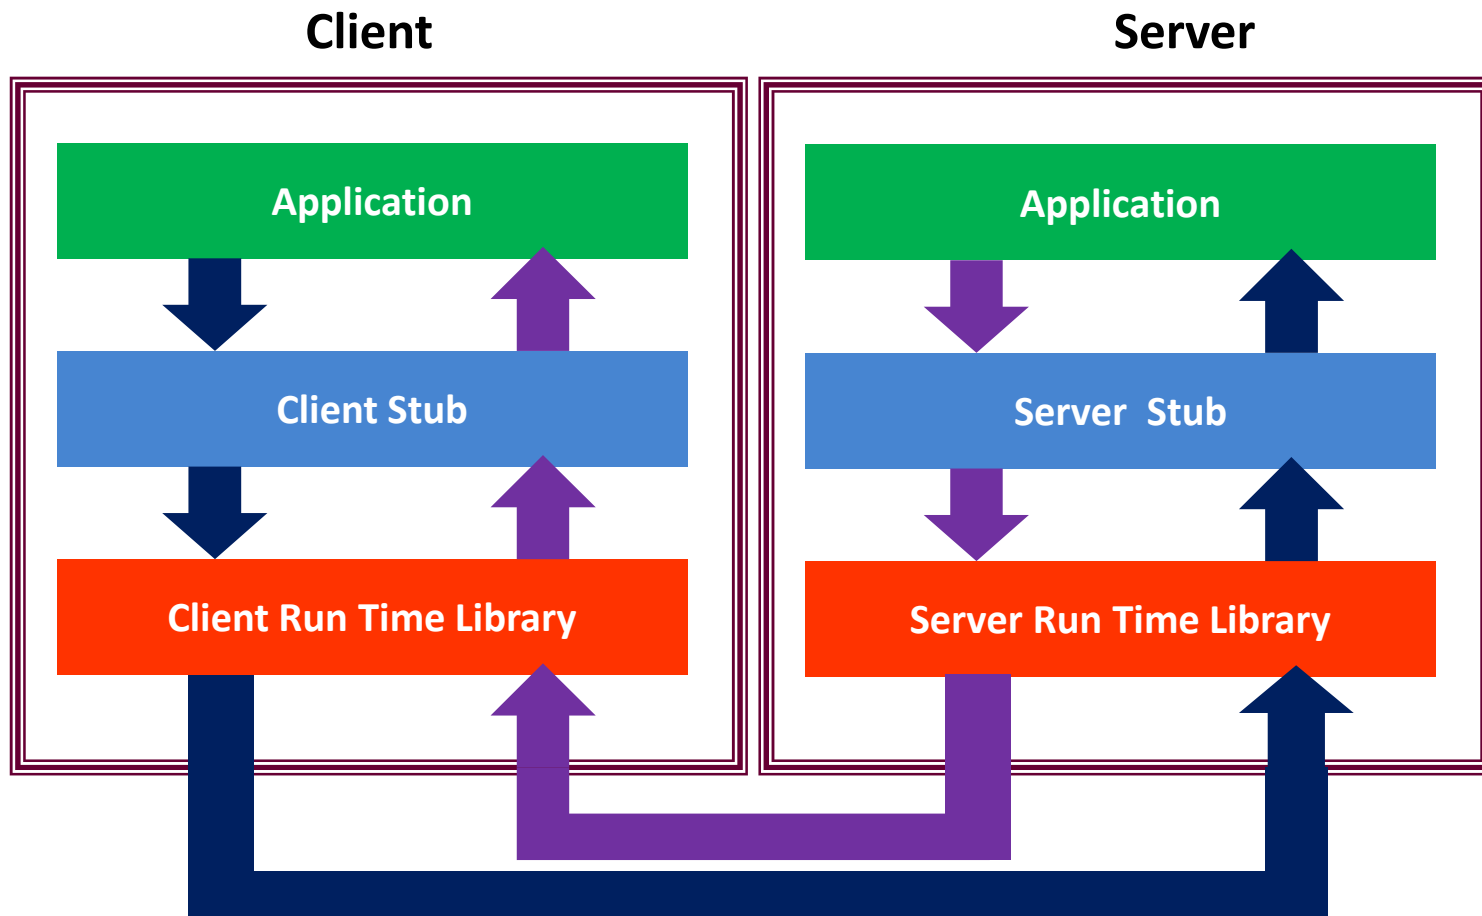 Client
Server
Application
Application
Client Stub
Server  Stub
Client Run Time Library
Server Run Time Library